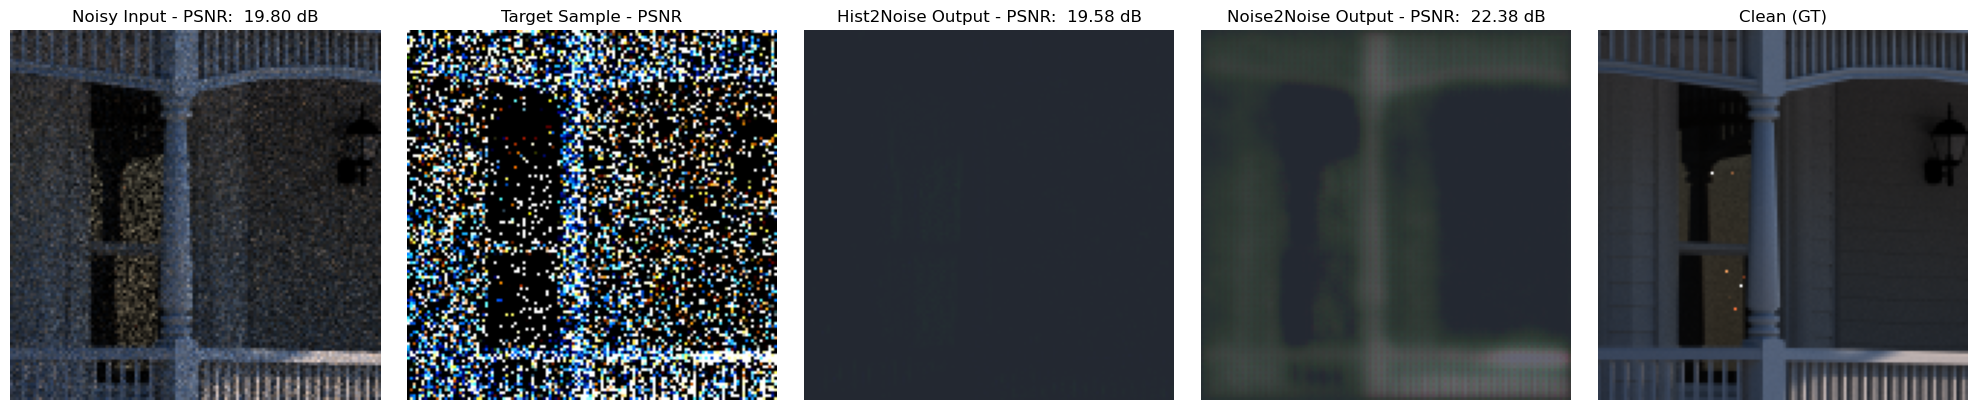 Noisy Input - PSNR:  19.80 dB
Target Sample - PSNR
Hist2Noise Output - PSNR:  19.58 dB
Noise2Noise Output - PSNR:  22.38 dB
Clean (GT)